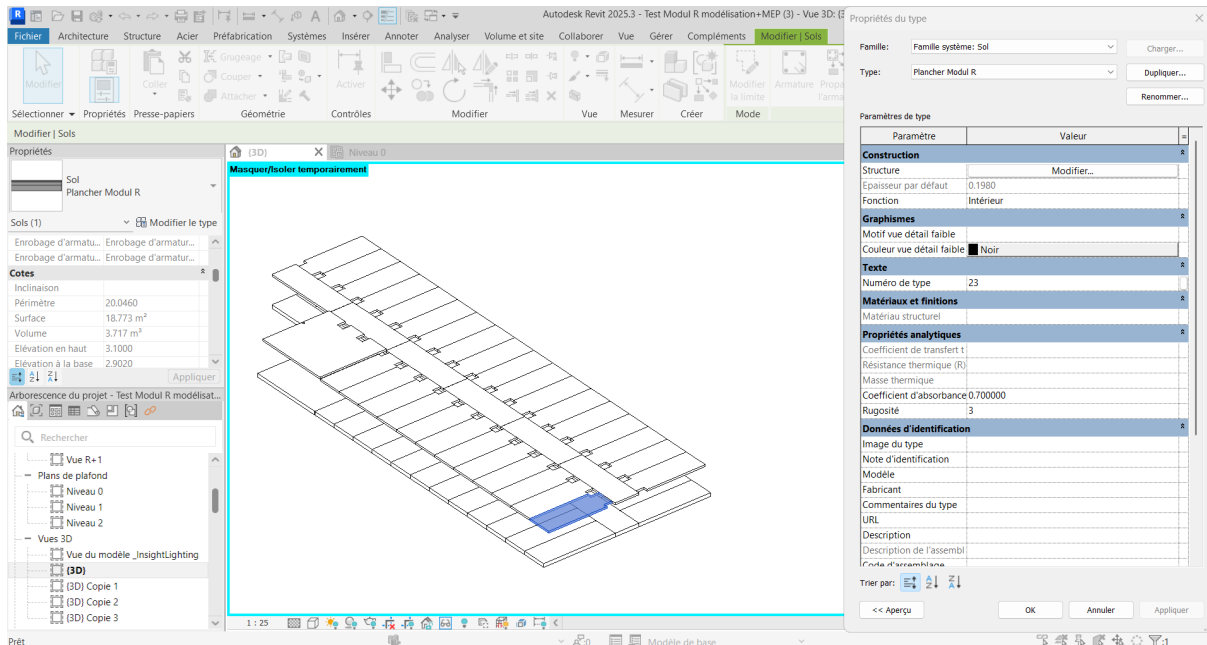 Autodesk Revit 2025.3 - Test Modul R modélisation+MEP (3) - Vue 3D: {3
Fichier Architecture Structure Acier Préfabrication Systèmes Insérer Annoter Analyser Volume et site Collaborer Vue Gérer Compléments Modifier | Sols
Modifier
Coller
Grugeage
Couper
Attacher
Activer
Modifier la limite
Armature
Propa
l'arma
Sélectionner Propriétés Presse-papiers Géométrie Contrôles Modifier Vue Mesurer Créer Mode
Modifier | Sols
Propriétés
Sol
Plancher Modul R
Sols (1) Modifier le type
Enrobage d'armatu... Enrobage d'armatur...
Enrobage d'armatu... Enrobage d'armatur...
Cotes
Inclinaison
Périmètre 20.0460
Surface 18.773 m²
Volume 3.717 m³
Elévation en haut 3.1000
Elévation à la base 2.9020
Appliquer
Arborescence du projet - Test Modul R modélisat...
Rechercher
Vue R+1
Plans de plafond
Niveau 0
Niveau 1
Niveau 2
Vues 3D
Vue du modèle _InsightLighting
{3D}
{3D} Copie 1
{3D} Copie 2
{3D} Copie 3
Prêt
{3D} Niveau 0
Masquer/Isoler temporairement
1 : 25
:0 Modèle de base
:1
Propriétés du type
Famille: Famille système: Sol Charger...
Type: Plancher Modul R Dupliquer...
Renommer...
Paramètres de type
Paramètre Valeur =
Construction
Structure Modifier...
Epaisseur par défaut 0.1980
Fonction Intérieur
Graphismes
Motif vue détail faible
Couleur vue détail faible Noir
Texte
Numéro de type 23
Matériaux et finitions
Matériau structurel
Propriétés analytiques
Coefficient de transfert t
Résistance thermique (R)
Masse thermique
Coefficient d'absorbance 0.700000
Rugosité 3
Données d'identification
Image du type
Note d'identification
Modèle
Fabricant
Commentaires du type
URL
Description
Description de l'assembl
Code d'assemblage
Trier par:
<< Aperçu OK Annuler Appliquer